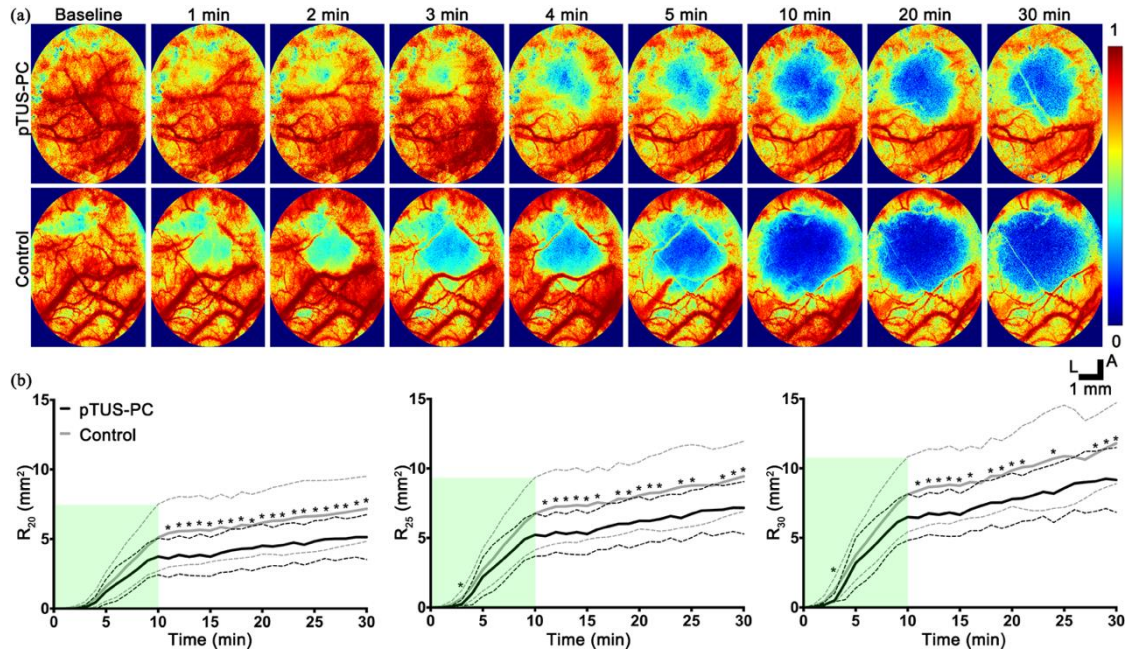 (a) Baseline 1 min 2 min 3 min 4 min 5 min 10 min 20 min 30 min
pTUS-PC
1
Control
0
L A
1 mm
(b)
15 10 5 0
R20 (mm2)
pTUS-PC
Control
* * * * * * * * * * * * * * * * * * *
0 5 10 15 20 25 30
Time (min)
15 10 5 0
R25 (mm2)
* * * * * * * * * * * * * * * *
0 5 10 15 20 25 30
Time (min)
15 10 5 0
R30 (mm2)
* * * * * * * * * * * * * * *
0 5 10 15 20 25 30
Time (min)